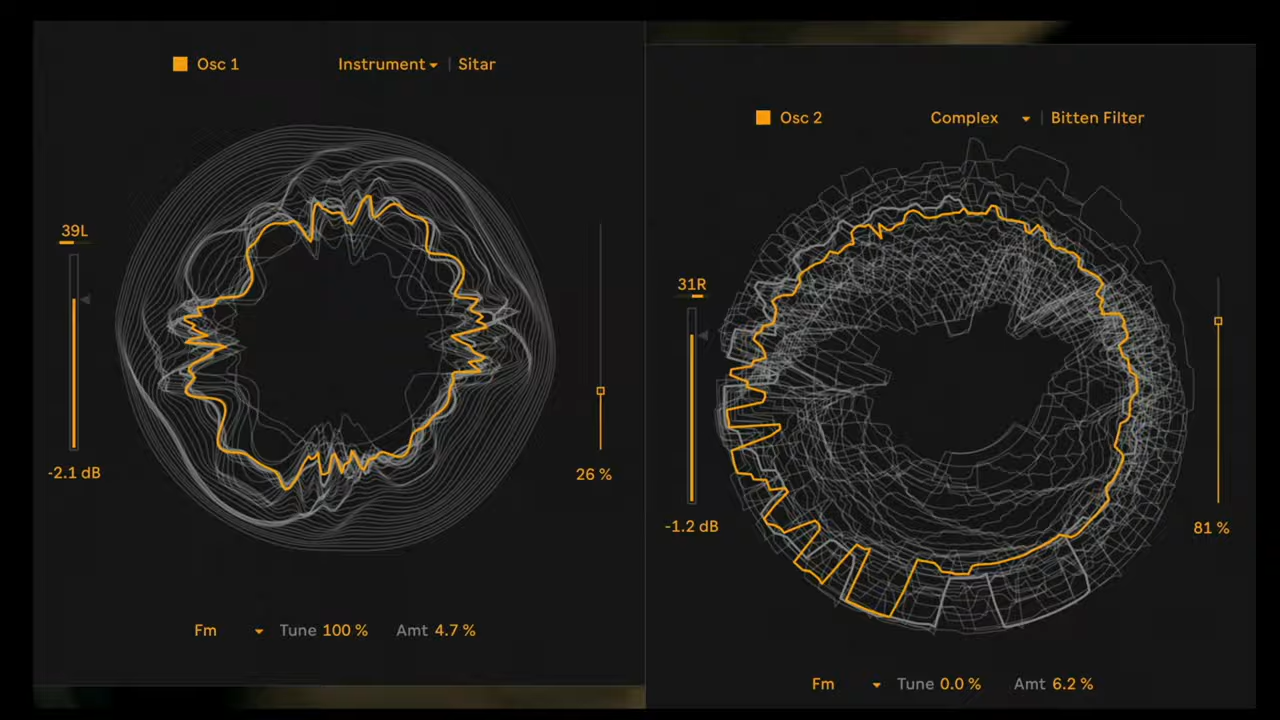 Osc 1 Instrument | Sitar
39L
-2.1 dB
26 %
Fm Tune 100 % Amt 4.7 %
Osc 2 Complex | Bitten Filter
31R
-1.2 dB
81 %
Fm Tune 0.0 % Amt 6.2 %